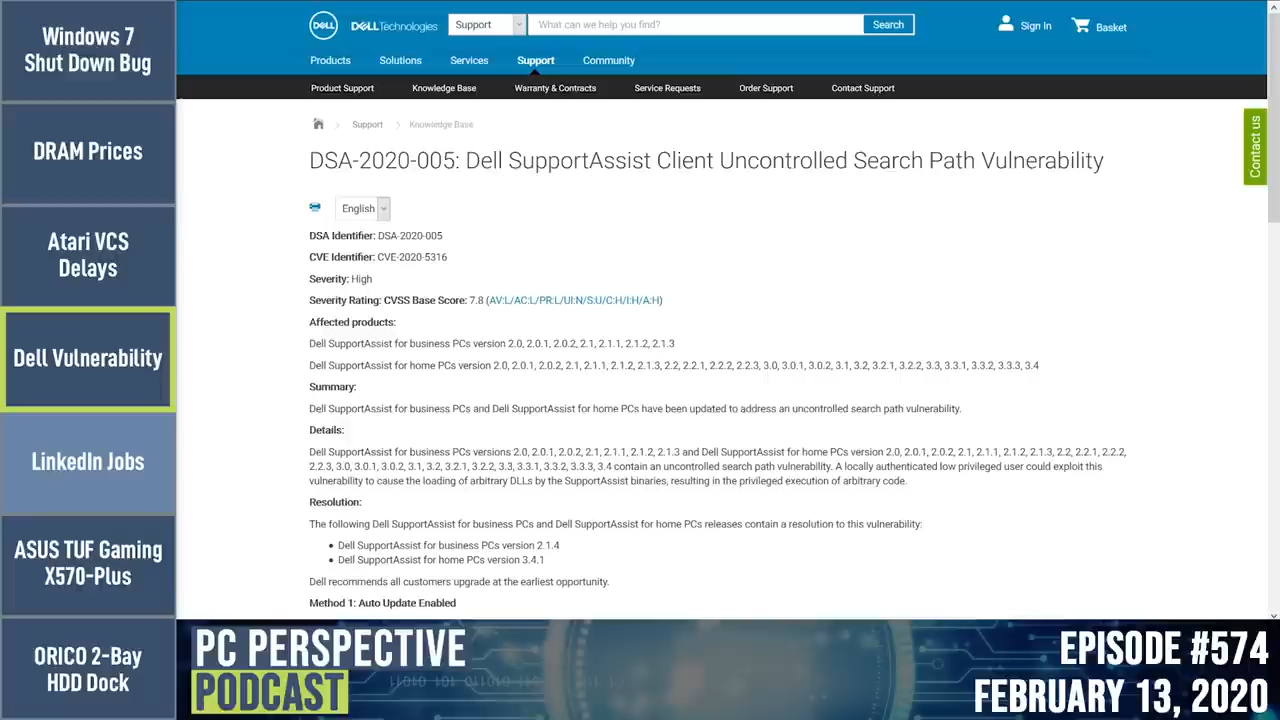 Windows 7
Shut Down Bug
DRAM Prices
Atari VCS
Delays
Dell Vulnerability
LinkedIn Jobs
ASUS TUF Gaming
X570-Plus
ORICO 2-Bay
HDD Dock
DELL
DELLTechnologies
Support
What can we help you find?
Search
Sign In
Basket
Products
Solutions
Services
Support
Community
Product Support
Knowledge Base
Warranty & Contracts
Service Requests
Order Support
Contact Support
Support
Knowledge Base
Contact us
DSA-2020-005: Dell SupportAssist Client Uncontrolled Search Path Vulnerability
English
DSA Identifier: DSA-2020-005
CVE Identifier: CVE-2020-5316
Severity: High
Severity Rating: CVSS Base Score: 7.8 (AV:L/AC:L/PR:L/UI:N/S:U/C:H/I:H/A:H)
Affected products:
Dell SupportAssist for business PCs version 2.0, 2.0.1, 2.0.2, 2.1, 2.1.1, 2.1.2, 2.1.3
Dell SupportAssist for home PCs version 2.0, 2.0.1, 2.0.2, 2.1, 2.1.1, 2.1.2, 2.1.3, 2.2, 2.2.1, 2.2.2, 2.2.3, 3.0, 3.0.1, 3.0.2, 3.1, 3.2, 3.2.1, 3.2.2, 3.3, 3.3.1, 3.3.2, 3.3.3, 3.4
Summary:
Dell SupportAssist for business PCs and Dell SupportAssist for home PCs have been updated to address an uncontrolled search path vulnerability.
Details:
Dell SupportAssist for business PCs versions 2.0, 2.0.1, 2.0.2, 2.1, 2.1.1, 2.1.2, 2.1.3 and Dell SupportAssist for home PCs version 2.0, 2.0.1, 2.0.2, 2.1, 2.1.1, 2.1.2, 2.1.3, 2.2, 2.2.1, 2.2.2,
2.2.3, 3.0, 3.0.1, 3.0.2, 3.1, 3.2, 3.2.1, 3.2.2, 3.3, 3.3.1, 3.3.2, 3.3.3, 3.4 contain an uncontrolled search path vulnerability. A locally authenticated low privileged user could exploit this
vulnerability to cause the loading of arbitrary DLLs by the SupportAssist binaries, resulting in the privileged execution of arbitrary code.
Resolution:
The following Dell SupportAssist for business PCs and Dell SupportAssist for home PCs releases contain a resolution to this vulnerability:
• Dell SupportAssist for business PCs version 2.1.4
• Dell SupportAssist for home PCs version 3.4.1
Dell recommends all customers upgrade at the earliest opportunity.
Method 1: Auto Update Enabled
PC PERSPECTIVE
PODCAST
EPISODE #574
FEBRUARY 13, 2020